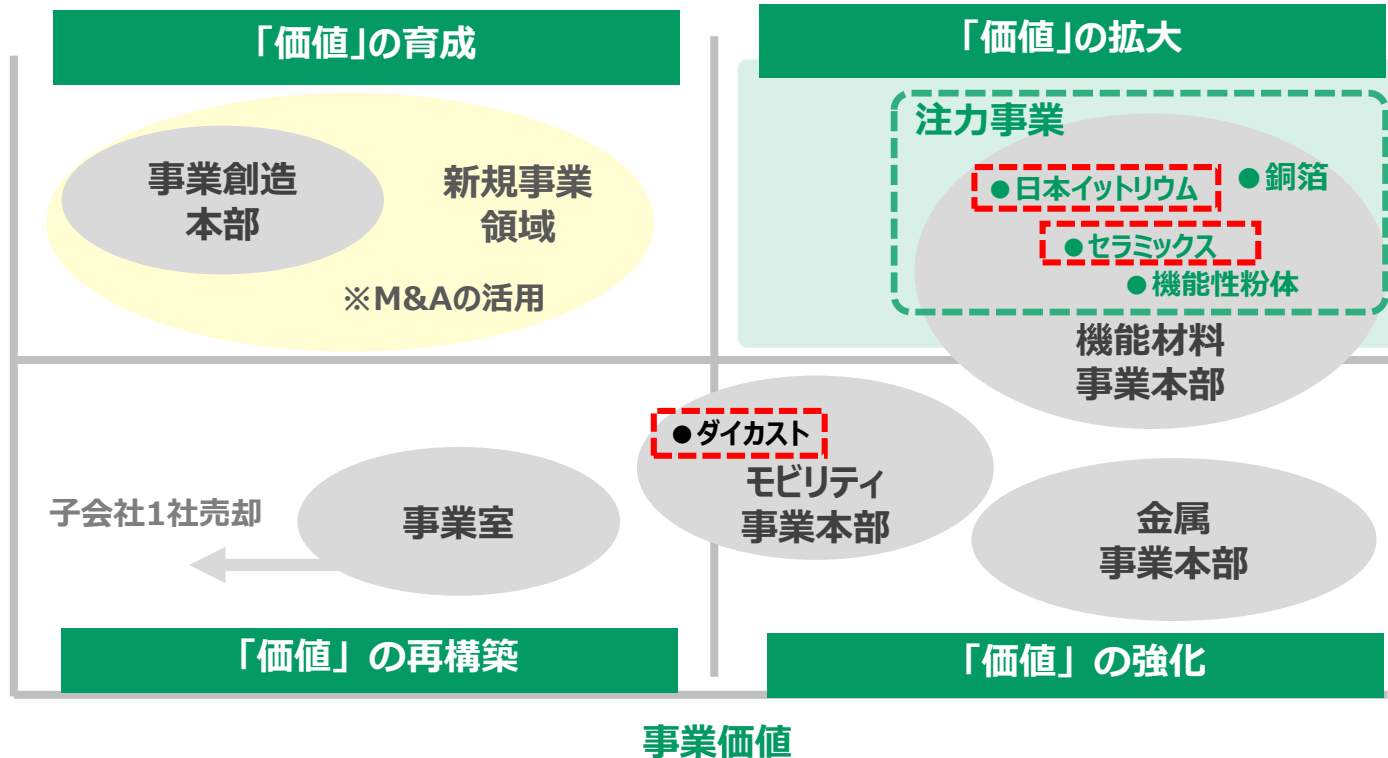 「価値」の育成
「価値」の拡大
事業創造
本部
新規事業
領域
※M&Aの活用
注力事業
●日本イットリウム
●銅箔
●セラミックス
●機能性粉体
機能材料
事業本部
●ダイカスト
モビリティ
事業本部
子会社1社売却
事業室
金属
事業本部
「価値」の再構築
「価値」の強化
事業価値